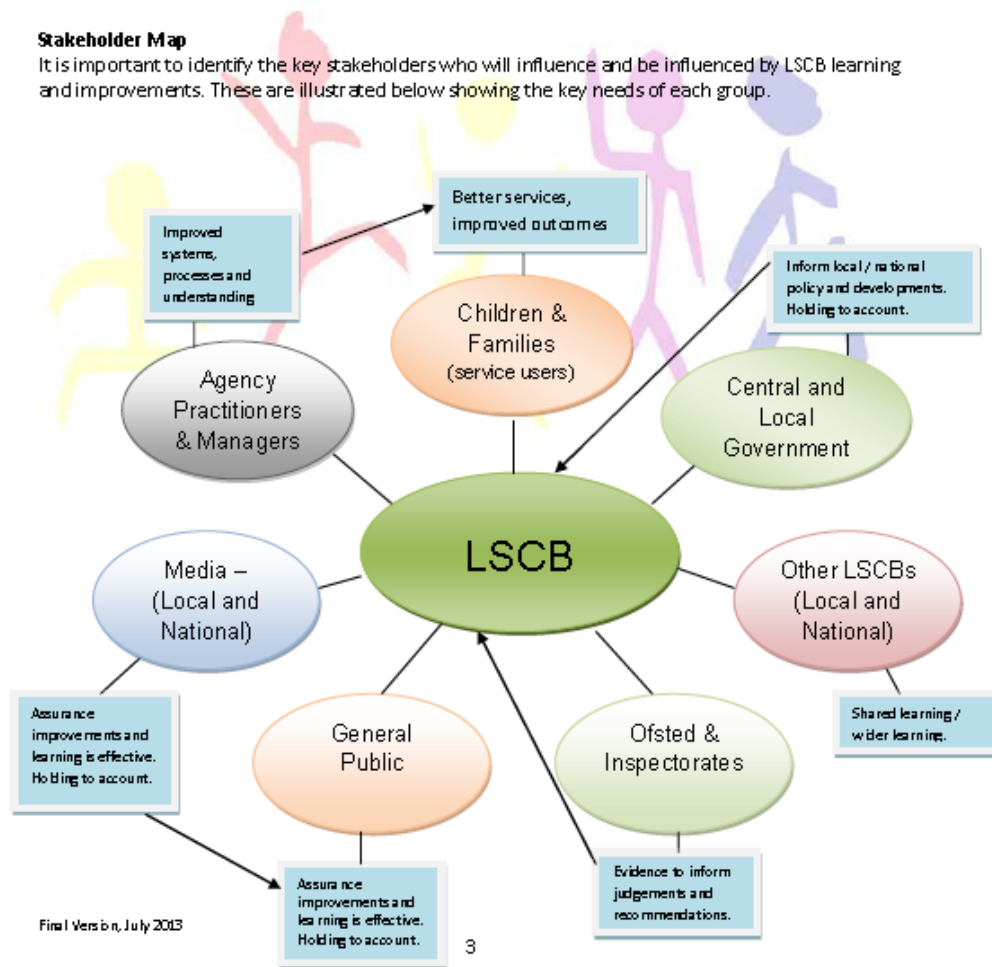 Stakeholder Map
It is important to identify the key stakeholders who will influence and be influenced by LSCB learning
and improvements. These are illustrated below showing the key needs of each group.
Improved
systems,
processes and
understanding
Better services,
improved outcomes
Inform local / national
policy and developments.
Holding to account.
Agency
Practitioners
& Managers
Children &
Families
(service users)
Central and
Local
Government
LSCB
Media –
(Local and
National)
Other LSCBs
(Local and
National)
Assurance
improvements and
learning is effective.
Holding to account.
General
Public
Ofsted &
Inspectorates
Shared learning /
wider learning.
Assurance
improvements and
learning is effective.
Holding to account.
Evidence to inform
judgements and
recommendations.
Final Version, July 2013
3